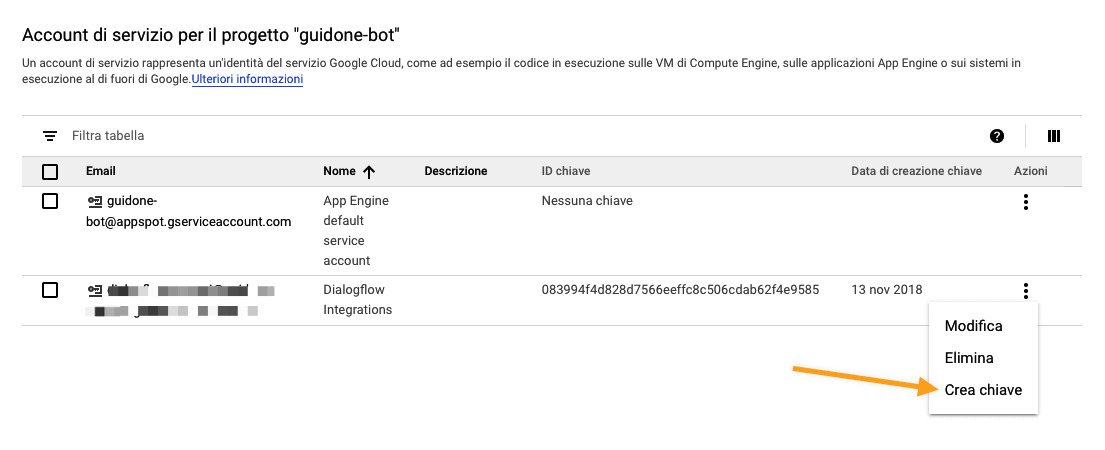 Account di servizio per il progetto "guidone-bot"
Un account di servizio rappresenta un'identità del servizio Google Cloud, come ad esempio il codice in esecuzione sulle VM di Compute Engine, sulle applicazioni App Engine o sui sistemi in
esecuzione al di fuori di Google.Ulteriori informazioni
Filtra tabella
Email Nome Descrizione ID chiave Data di creazione chiave Azioni
guidone- App Engine Nessuna chiave
bot@appspot.gserviceaccount.com default
service
account
Dialogflow 083994f4d828d7566eeffc8c506cdab62f4e9585 13 nov 2018
Integrations
Modifica
Elimina
Crea chiave